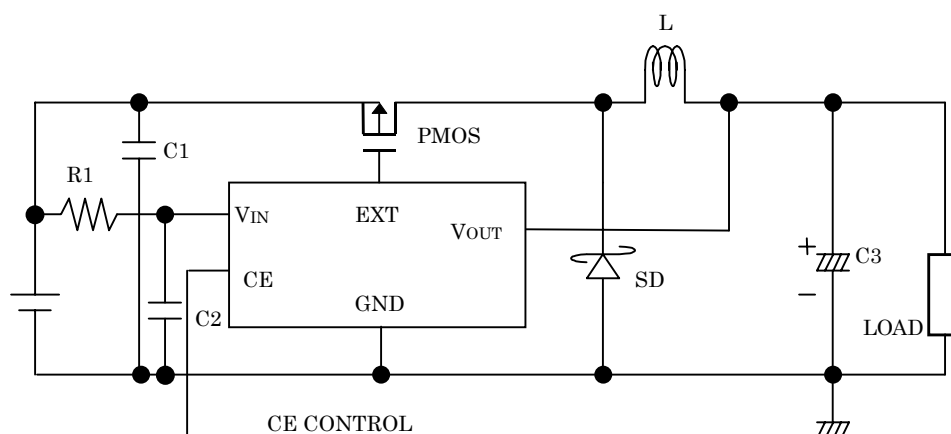 L
PMOS
C1
R1
VIN
EXT
VOUT
CE
SD
+
C3
GND
−
C2
LOAD
CE CONTROL